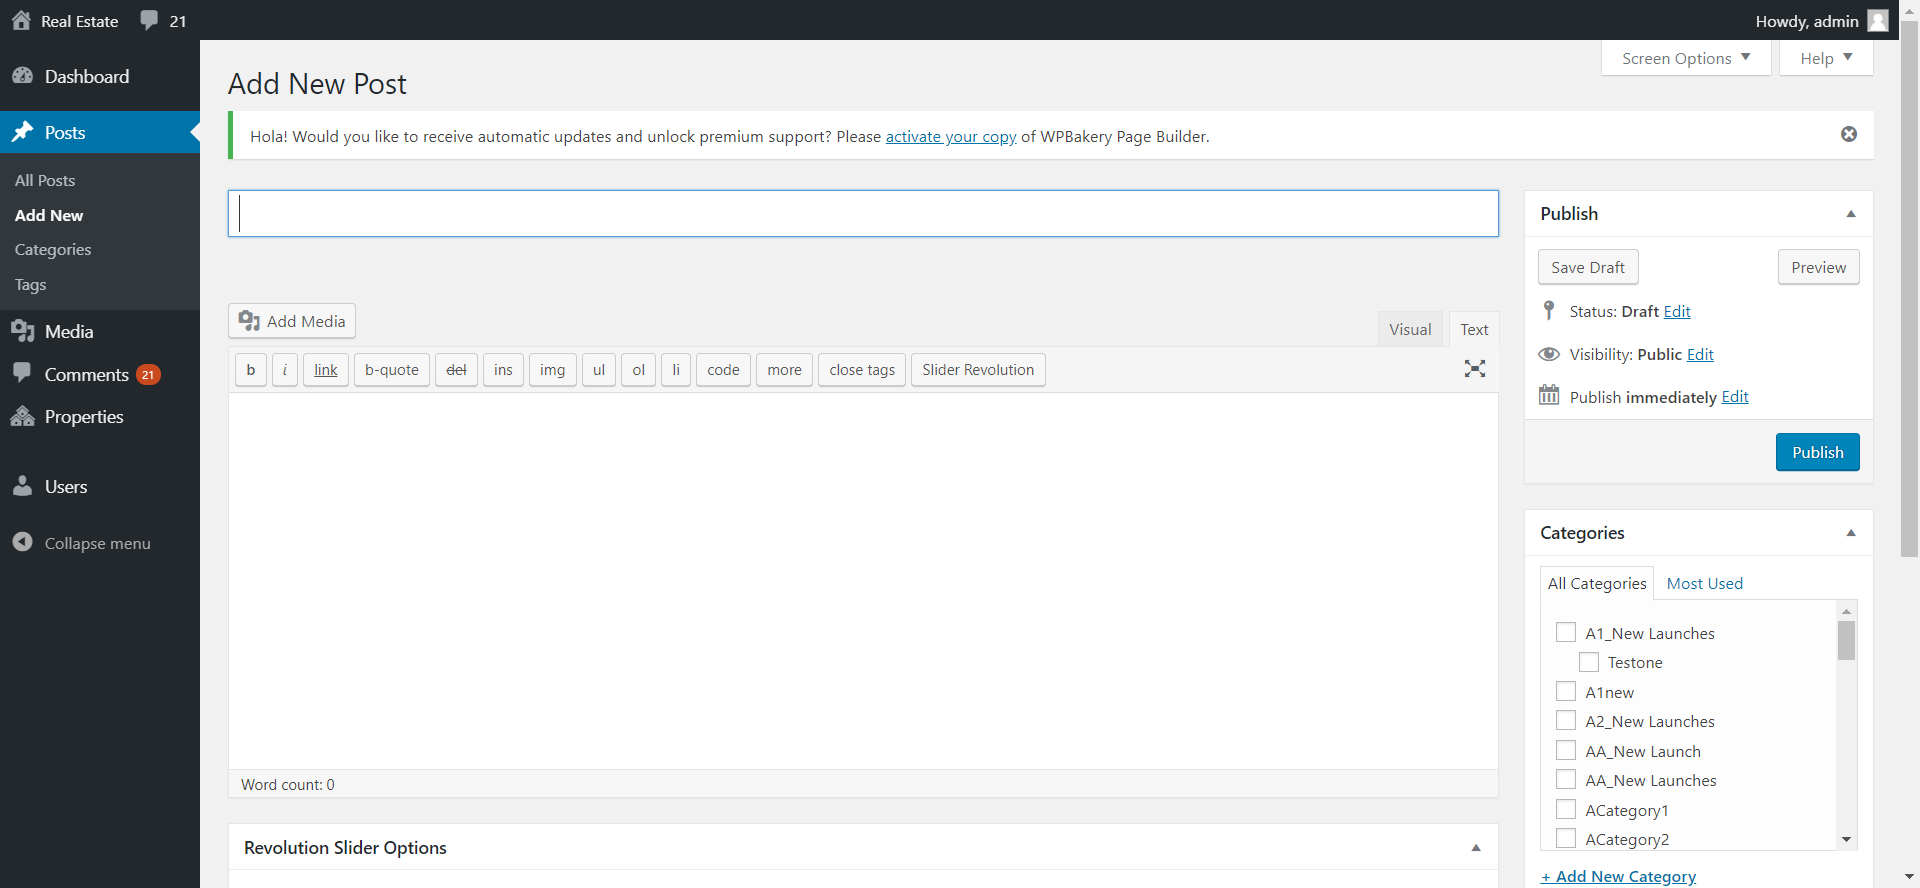 Real Estate 21 Howdy, admin
Dashboard
Posts
All Posts
Add New
Categories
Tags
Media
Comments 21
Properties
Users
Collapse menu
Screen Options Help
Add New Post
Hola! Would you like to receive automatic updates and unlock premium support? Please activate your copy of WPBakery Page Builder.
Add Media
Visual Text
b i link b-quote del ins img ul ol li code more close tags Slider Revolution
Word count: 0
Revolution Slider Options
Publish
Save Draft Preview
Status: Draft Edit
Visibility: Public Edit
Publish immediately Edit
Publish
Categories
All Categories Most Used
A1_New Launches
Testone
A1new
A2_New Launches
AA_New Launch
AA_New Launches
ACategory1
ACategory2
+ Add New Category